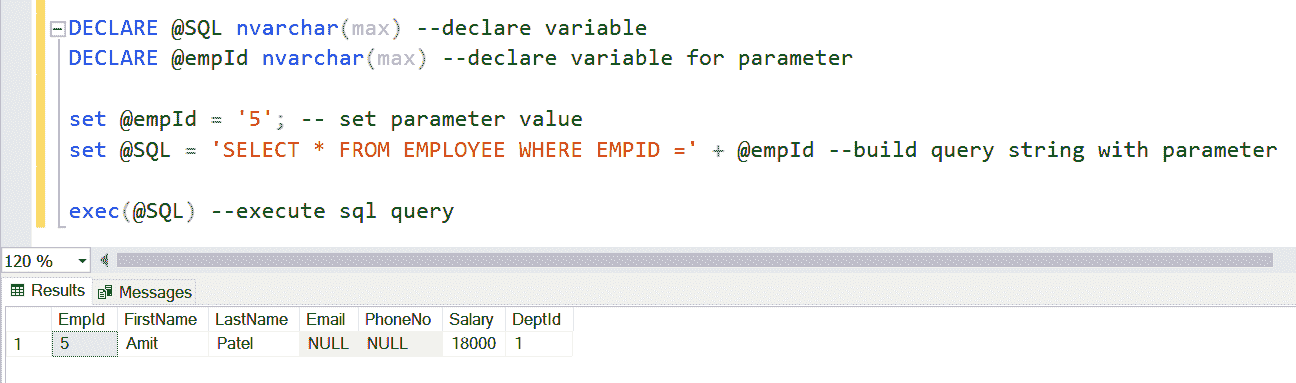 DECLARE @SQL nvarchar(max) --declare variable
DECLARE @empId nvarchar(max) --declare variable for parameter
set @empId = '5'; -- set parameter value
set @SQL = 'SELECT * FROM EMPLOYEE WHERE EMPID =' + @empId --build query string with parameter
exec(@SQL) --execute sql query
120 %
Results Messages
EmpId FirstName LastName Email PhoneNo Salary DeptId
1 5 Amit Patel NULL NULL 18000 1